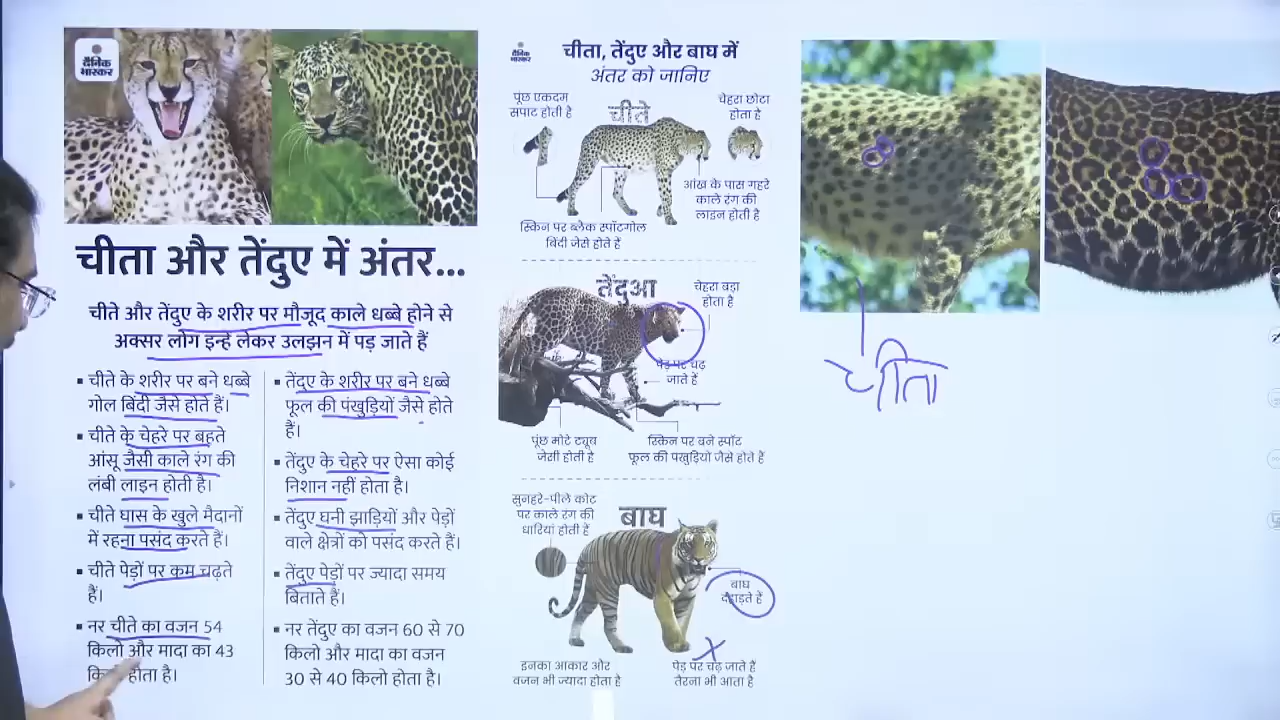 दैनिक
भास्कर
चीता और तेंदुए में अंतर...
चीते और तेंदुए के शरीर पर मौजूद काले धब्बे होने से
अक्सर लोग इन्हे लेकर उलझन में पड़ जाते हैं
▪ चीते के शरीर पर बने धब्बे
गोल बिंदी जैसे होते हैं।
▪ चीते के चेहरे पर बहते
आंसू जैसी काले रंग की
लंबी लाइन होती है।
▪ चीते घास के खुले मैदानों
में रहना पसंद करते हैं।
▪ चीते पेड़ों पर कम चढ़ते
हैं।
▪ नर चीते का वजन 54
किलो और मादा का 43
होता है।
▪ तेंदुए के शरीर पर बने धब्बे
फूल की पंखुड़ियों जैसे होते
हैं।
▪ तेंदुए के चेहरे पर ऐसा कोई
निशान नहीं होता है।
▪ तेंदुए घनी झाड़ियों और पेड़ों
वाले क्षेत्रों को पसंद करते हैं।
▪ तेंदुए पेड़ों पर ज्यादा समय
बिताते हैं।
▪ नर तेंदुए का वजन 60 से 70
किलो और मादा का वजन
30 से 40 किलो होता है।
दैनिक
भास्कर
चीता, तेंदुए और बाघ में
अंतर को जानिए
चीते
पूंछ एकदम
सपाट होती है
चेहरा छोटा
होता है
आंख के पास गहरे
काले रंग की
लाइन होती है
स्किन पर ब्लैक स्पॉटगोल
बिंदी जेसे होते हैं
तेंदुआ
चेहरा बड़ा
होता है
पेड़ पर चढ़
जाते हैं
पूंछ मोटे ट्यूब
जेसी होती है
स्किन पर बने स्पॉट
फूल की पखुड़ियों जैसे होते हैं
सुनहरे-पीले कोट
पर काले रंग की
धारियां होती हैं
बाघ
बाघ
दहाड़ते हैं
इनका आकार और
वजन भी ज्यादा होता है
पेड़ पर चढ़ जाते हैं
तैरना भी आता है
चीता